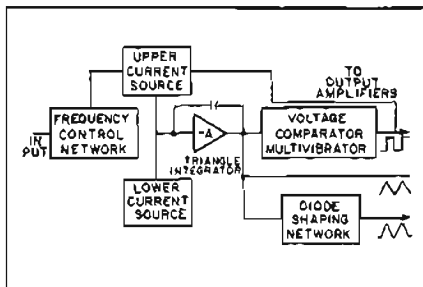 UPPER
CURRENT
SOURCE
TO
OUTPUT
AMPLIFIERS
FREQUENCY
CONTROL
NETWORK
IN
PUT
-A
TRIANGLE
INTEGRATOR
VOLTAGE
COMPARATOR
MULTIVIBRATOR
LOWER
CURRENT
SOURCE
DIODE
SHAPING
NETWORK